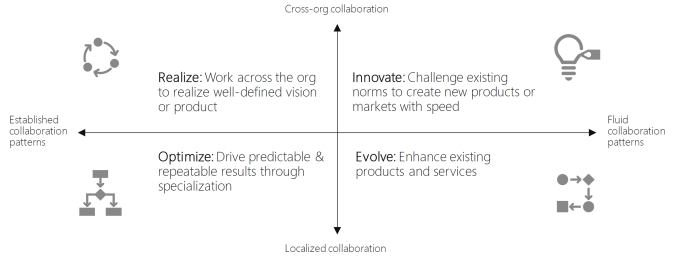 Cross-org collaboration
Realize: Work across the org
to realize well-defined vision
or product
Innovate: Challenge existing
norms to create new products or
markets with speed
Established
collaboration
patterns
Fluid
collaboration
patterns
Optimize: Drive predictable &
repeatable results through
specialization
Evolve: Enhance existing
products and services
Localized collaboration